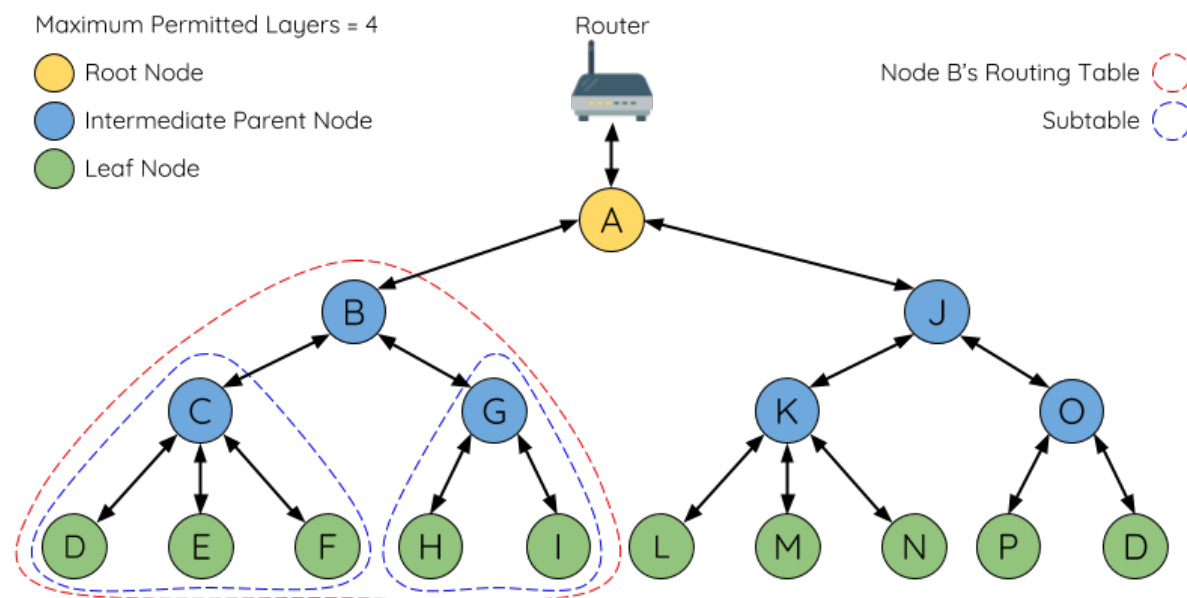 Maximum Permitted Layers = 4
Router
Root Node
Node B's Routing Table
Intermediate Parent Node
Subtable
Leaf Node
A
B
J
C
G
K
O
D
E
F
H
I
L
M
N
P
D